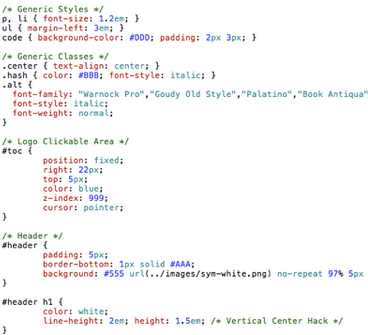 /* Generic Styles */
p, li { font-size: 1.2em; }
ul { margin-left: 3em; }
code { background-color: #DDD; padding: 2px 3px; }
/* Generic Classes */
.center { text-align: center; }
.hash { color: #BBB; font-style: italic; }
.alt {
font-family: "Warnock Pro","Goudy Old Style","Palatino","Book Antiqua"
font-style: italic;
font-weight: normal;
}
/* Logo Clickable Area */
#toc {
position: fixed;
right: 22px;
top: 5px;
color: blue;
z-index: 999;
cursor: pointer;
}
/* Header */
#header {
padding: 5px;
border-bottom: 1px solid #AAA;
background: #555 url(../images/sym-white.png) no-repeat 97% 5px
}
#header h1 {
color: white;
line-height: 2em; height: 1.5em; /* Vertical Center Hack */
}